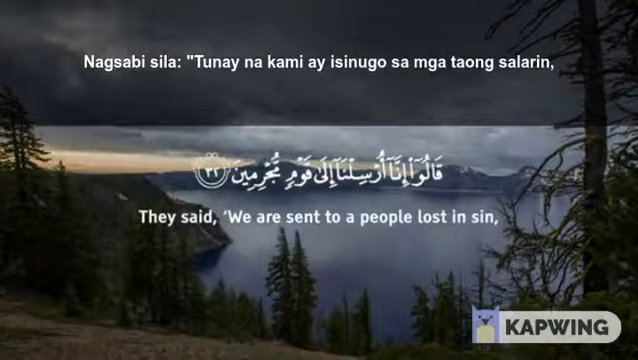 Nagsabi sila: "Tunay na kami ay isinugo sa mga taong salarin,
قَالُوٓا۟ إِنَّآ أُرْسِلْنَآ إِلَىٰ قَوْمٍ مُّجْرِمِينَ ٣٢
They said, ‘We are sent to a people lost in sin,
KAPWING